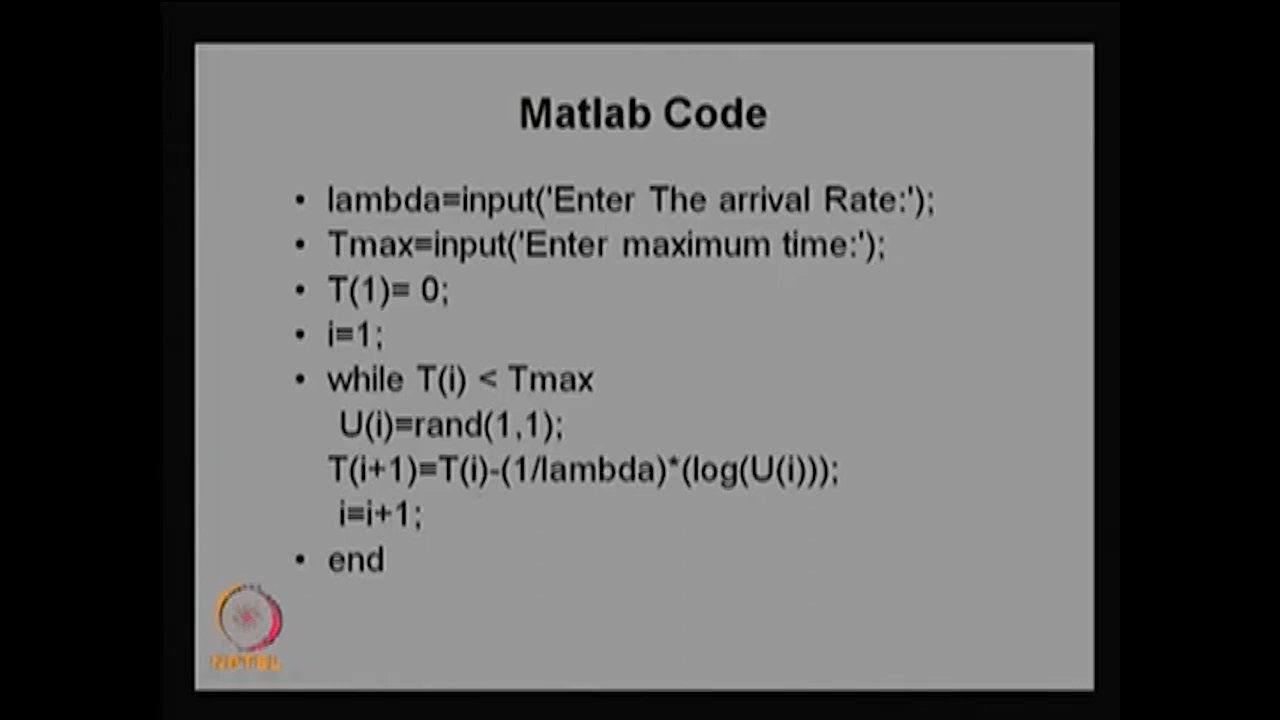 Matlab Code
• lambda=input('Enter The arrival Rate:');
• Tmax=input('Enter maximum time:');
• T(1)= 0;
• i=1;
• while T(i) < Tmax
U(i)=rand(1,1);
T(i+1)=T(i)-(1/lambda)*(log(U(i)));
i=i+1;
• end
NPTEL